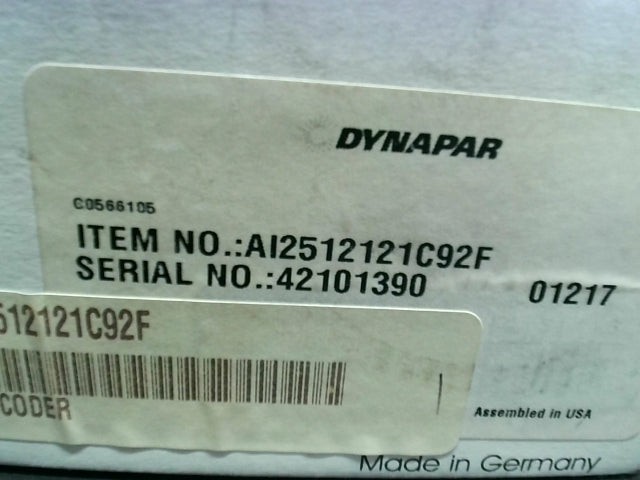 DYNAPAR
C0566105
ITEM NO.:AI2512121C92F
SERIAL NO.:42101390 01217
512121C92F
CODER
Assembled in USA
Made in Germany